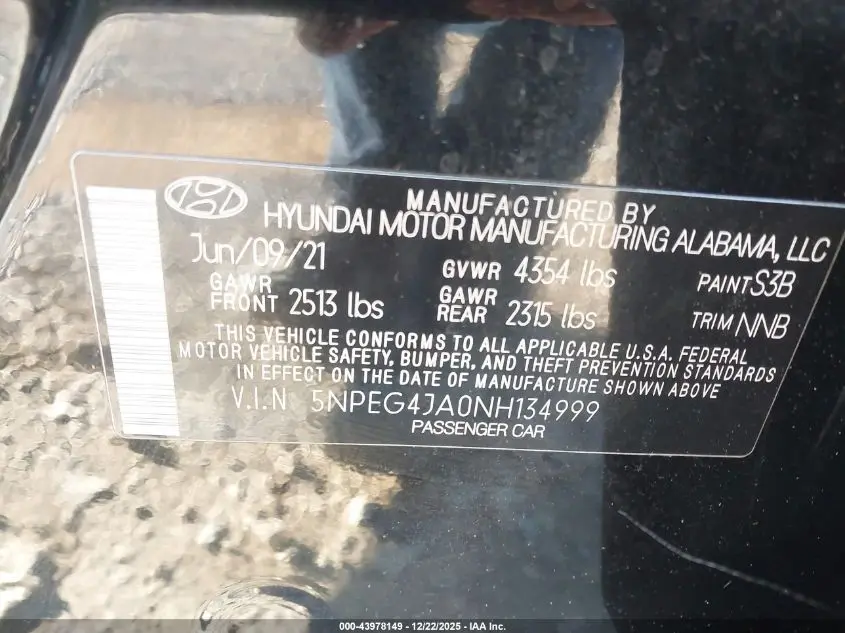 MANUFACTURED BY
HYUNDAI MOTOR MANUFACTURING ALABAMA, LLC
Jun/09/21 GVWR 4354 lbs PAINT S3B
GAWR FRONT 2513 lbs GAWR REAR 2315 lbs TRIM NNB
THIS VEHICLE CONFORMS TO ALL APPLICABLE U.S.A. FEDERAL
MOTOR VEHICLE SAFETY, BUMPER, AND THEFT PREVENTION STANDARDS
IN EFFECT ON THE DATE OF MANUFACTURE SHOWN ABOVE
V.I.N 5NPEG4JA0NH134999
PASSENGER CAR
000-43978149 - 12/22/2025 - IAA Inc.